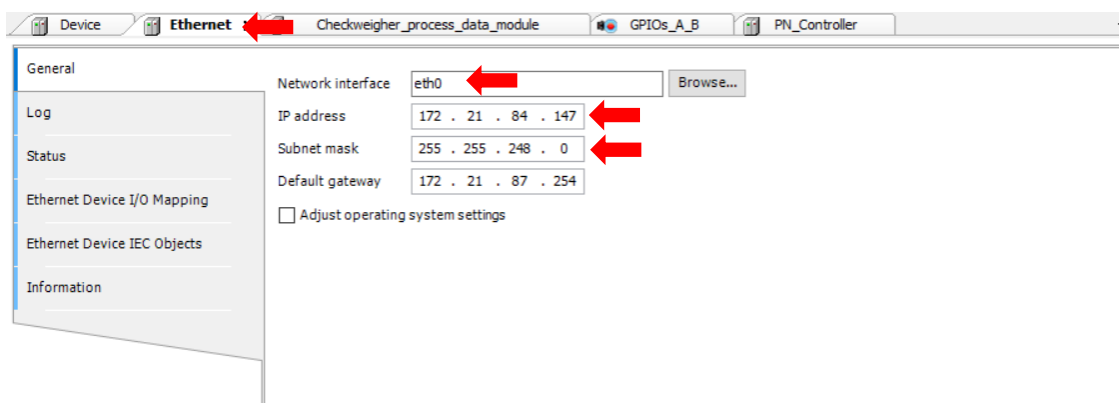 Device Ethernet Checkweigher_process_data_module GPIOs_A_B PN_Controller
General
Log
Status
Ethernet Device I/O Mapping
Ethernet Device IEC Objects
Information
Network interface eth0 Browse...
IP address 172 . 21 . 84 . 147
Subnet mask 255 . 255 . 248 . 0
Default gateway 172 . 21 . 87 . 254
Adjust operating system settings